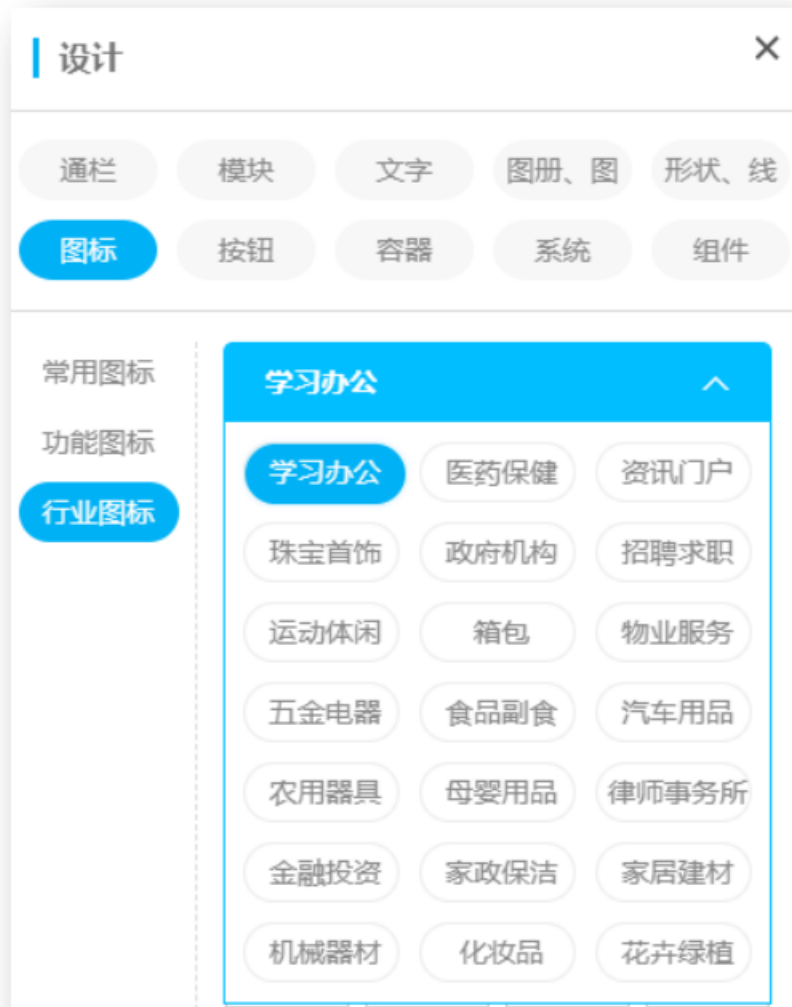 设计
通栏 模块 文字 图册、图 形状、线
图标 按钮 容器 系统 组件
常用图标
功能图标
行业图标
学习办公
学习办公 医药保健 资讯门户
珠宝首饰 政府机构 招聘求职
运动体闲 箱包 物业服务
五金电器 食品副食 汽车用品
农用器具 母婴用品 律师事务所
金融投资 家政保洁 家居建材
机械器材 化妆品 花卉绿植